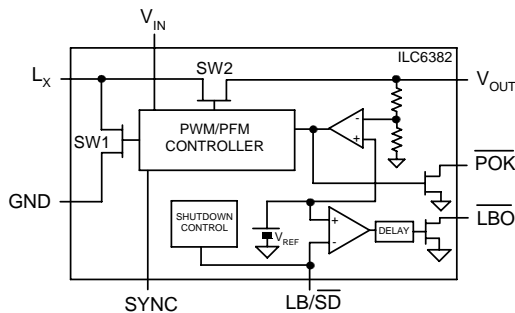 V_IN
ILC6382
L_X
SW2
V_OUT
SW1
PWM/PFM
CONTROLLER
-
+
POK
GND
SHUTDOWN
CONTROL
V_REF
+
-
DELAY
LBO
SYNC
LB/SD